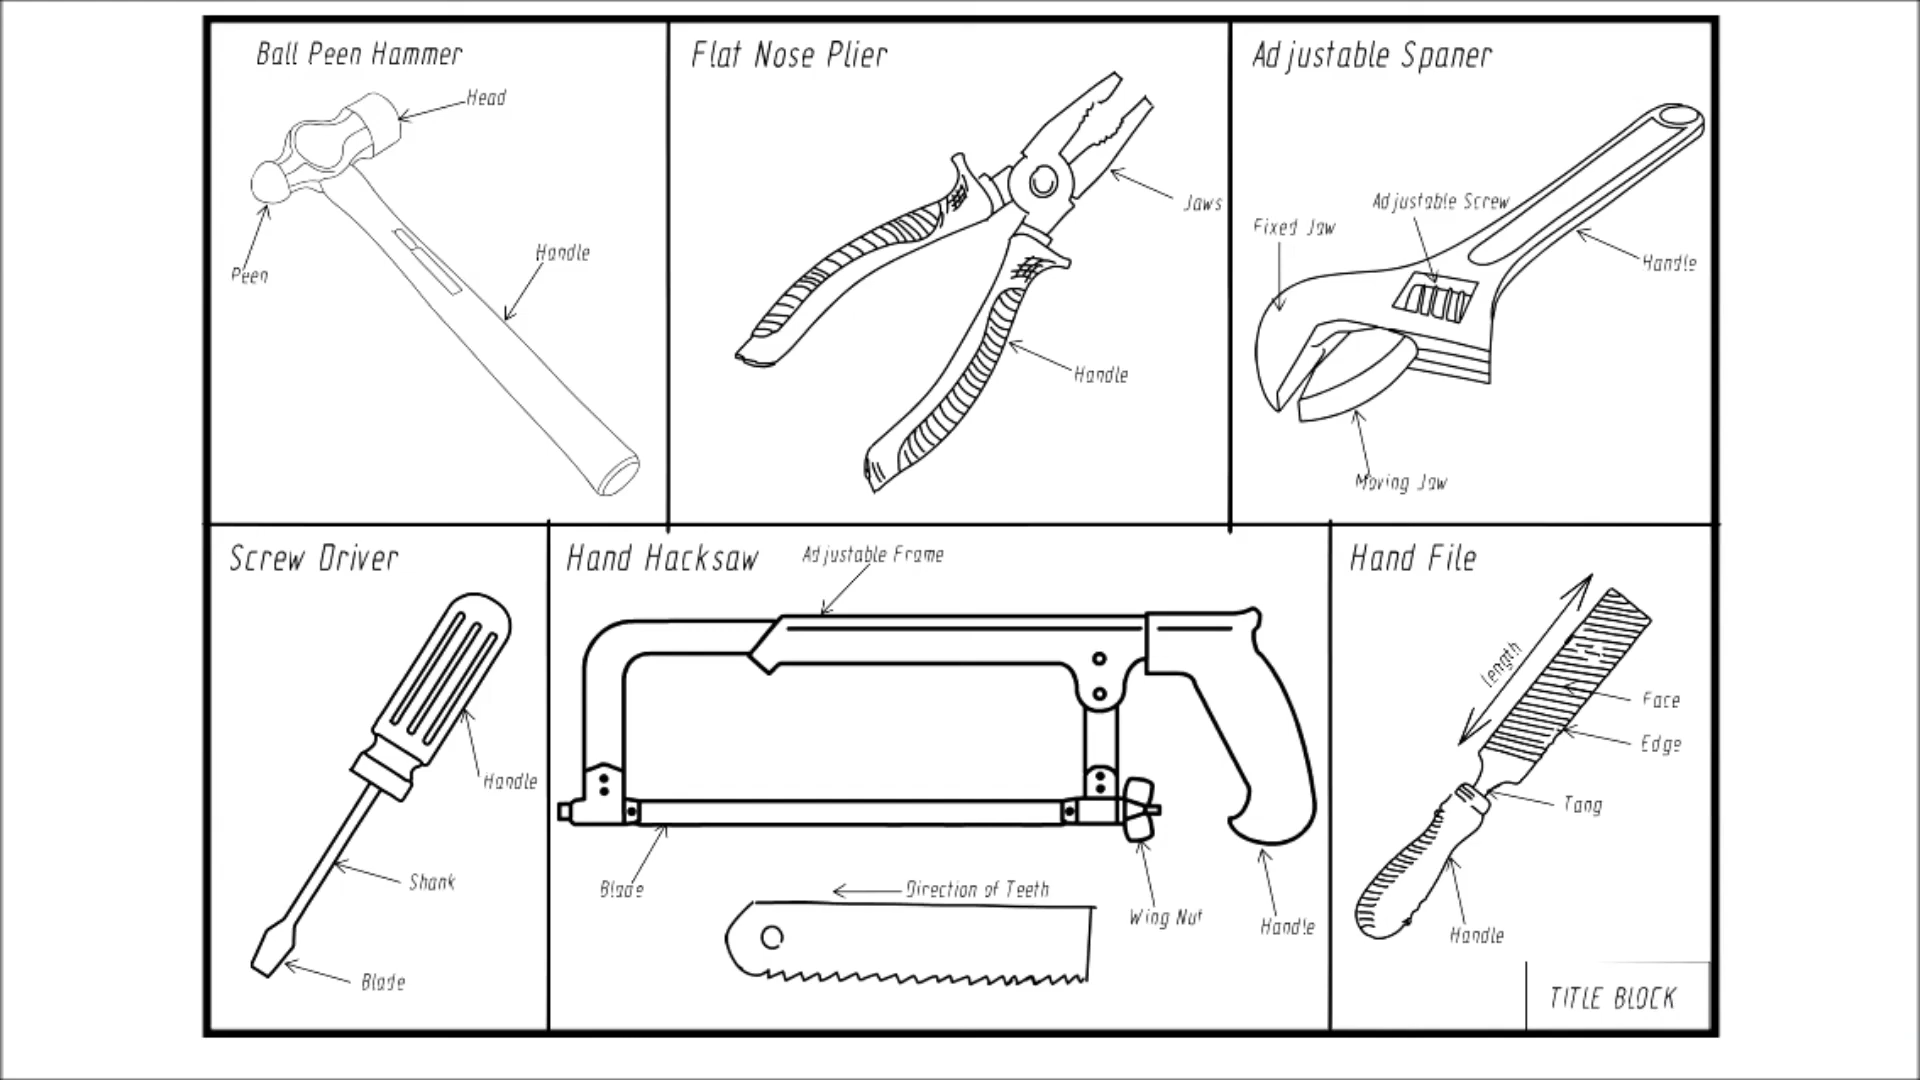 Ball Peen Hammer
Head
Handle
Peen
Flat Nose Plier
Jaws
Handle
Adjustable Spaner
Adjustable Screw
Fixed Jaw
Handle
Moving Jaw
Screw Driver
Handle
Shank
Blade
Hand Hacksaw
Adjustable Frame
Blade
Direction of Teeth
Wing Nut
Handle
Hand File
length
Face
Edge
Tang
Handle
TITLE BLOCK